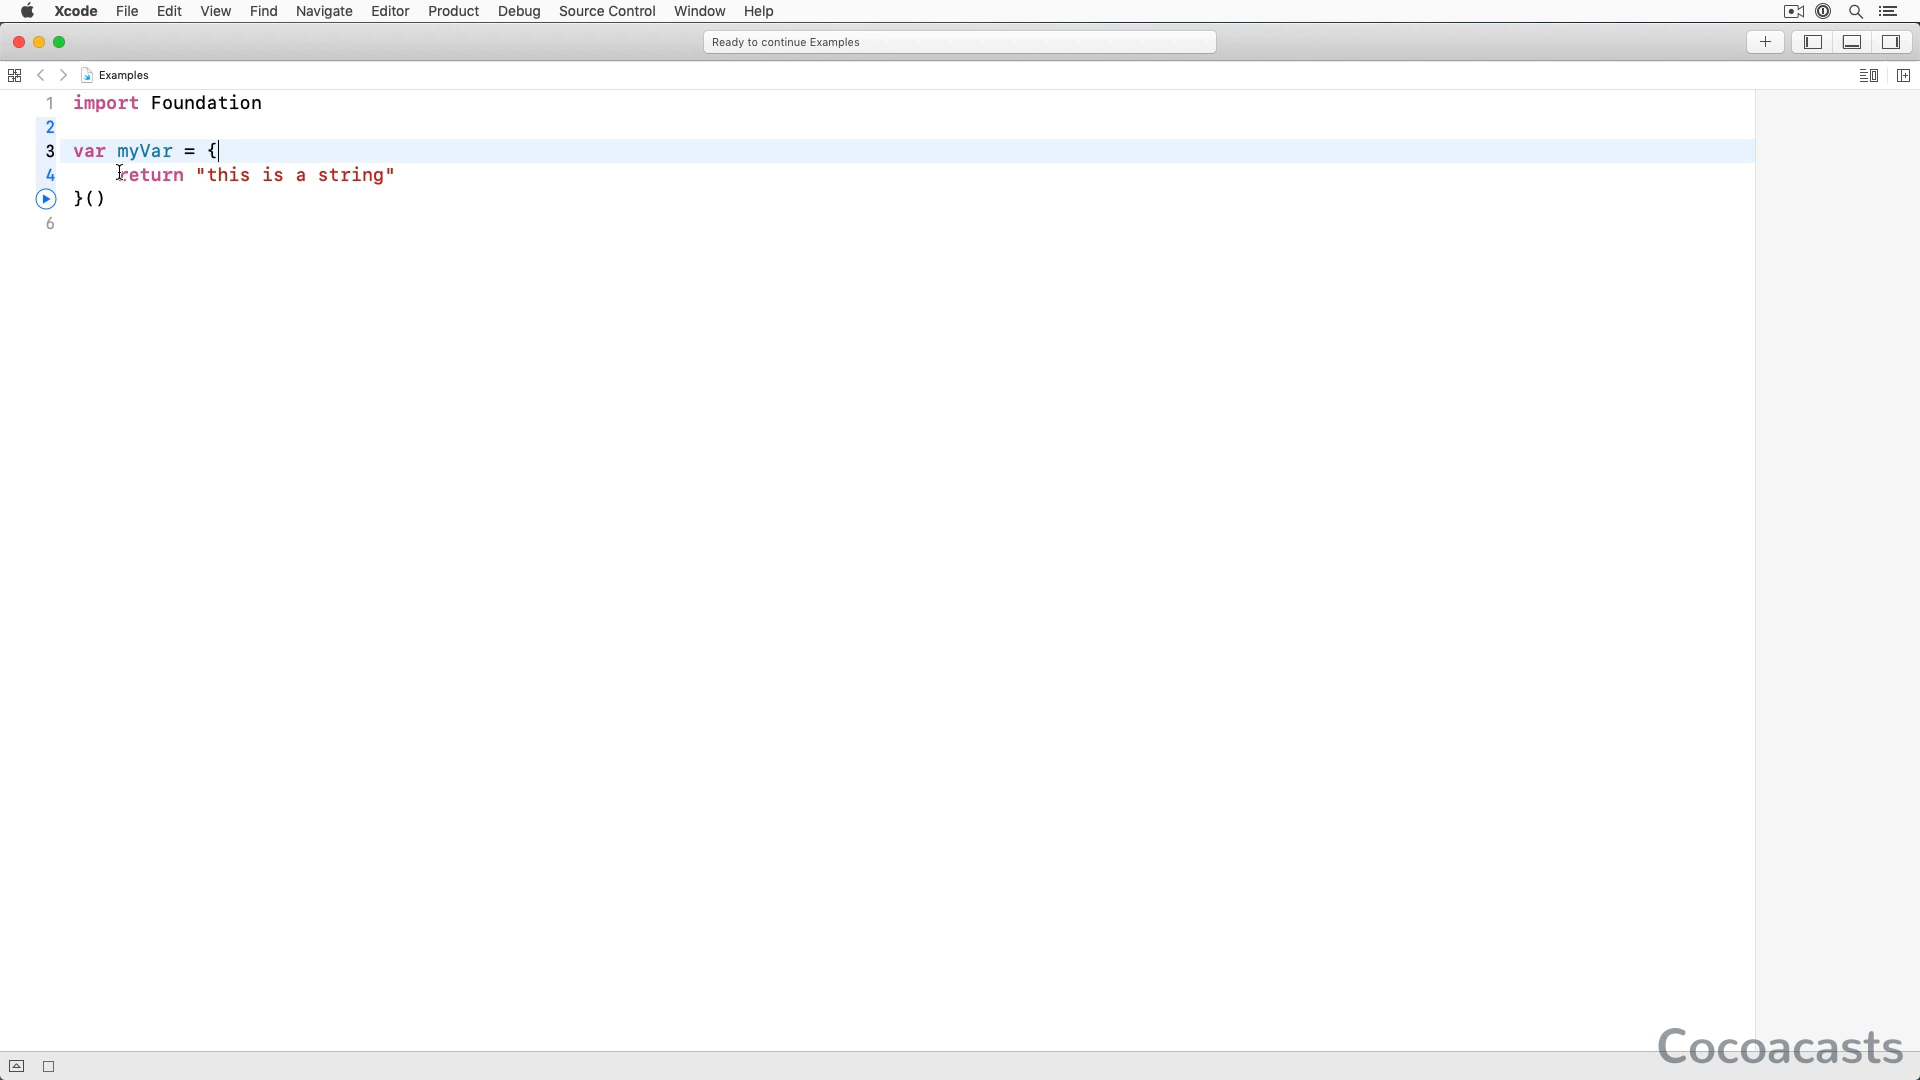 Xcode File Edit View Find Navigate Editor Product Debug Source Control Window Help
Ready to continue Examples
Examples
1 import Foundation
2
3 var myVar = {
4     return "this is a string"
}()
6
Cocoacasts